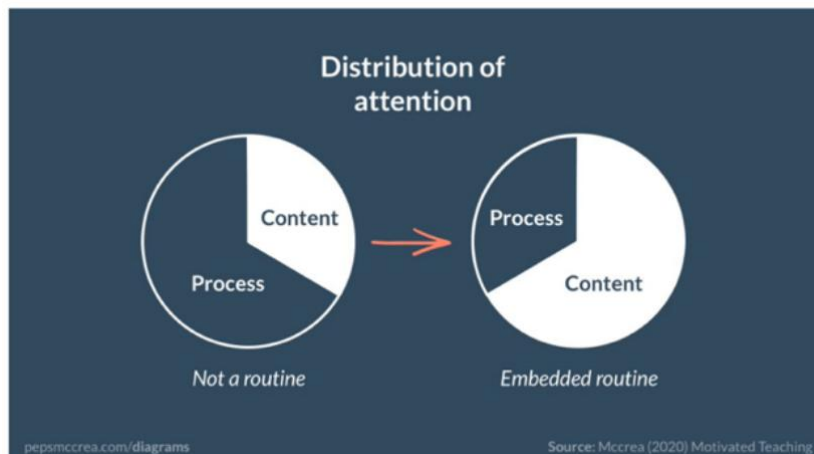 Distribution of
attention
Content
Process
Process
Content
Not a routine
Embedded routine
pepsmccrea.com/diagrams
Source: Mccrea (2020) Motivated Teaching